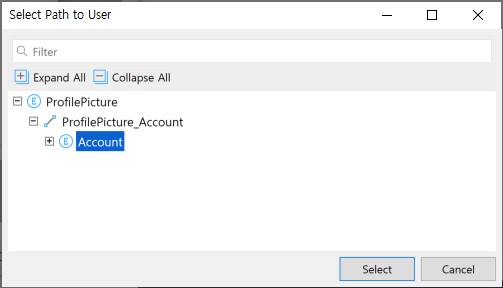 Select Path to User
Filter
Expand All Collapse All
ProfilePicture
ProfilePicture_Account
Account
Select Cancel